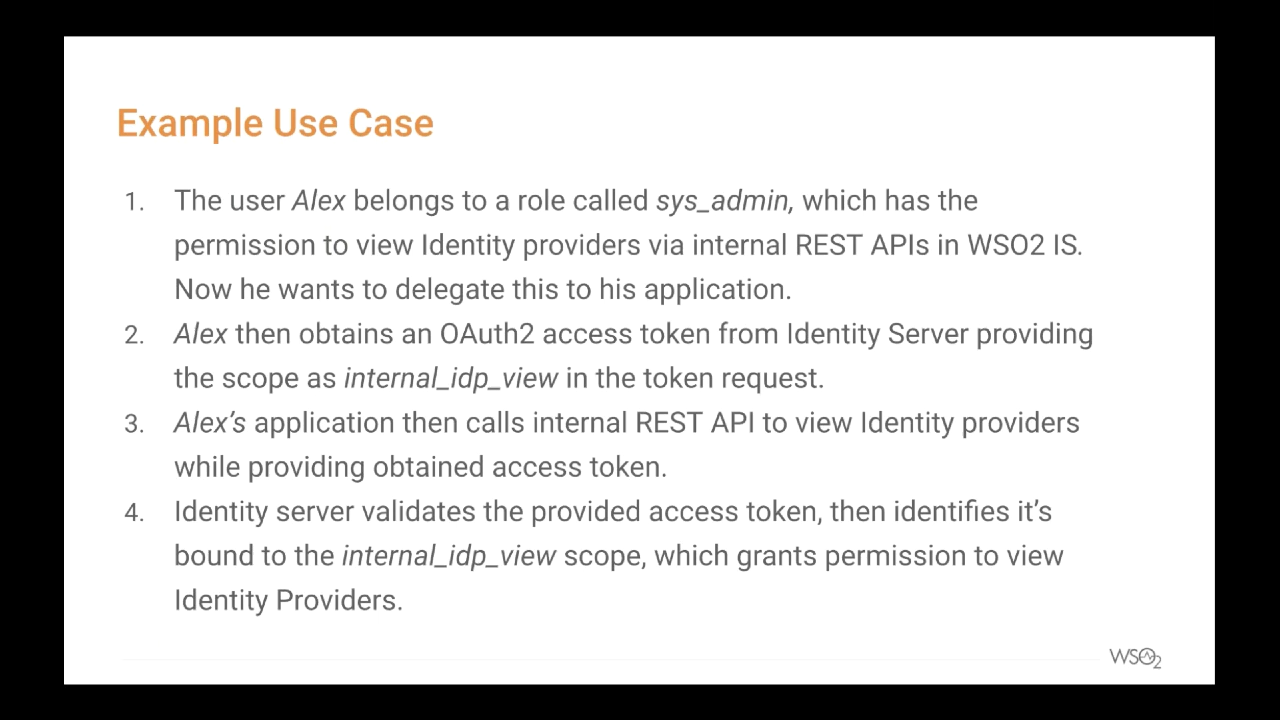 Example Use Case
1. The user Alex belongs to a role called sys_admin, which has the
permission to view Identity providers via internal REST APIs in WSO2 IS.
Now he wants to delegate this to his application.
2. Alex then obtains an OAuth2 access token from Identity Server providing
the scope as internal_idp_view in the token request.
3. Alex’s application then calls internal REST API to view Identity providers
while providing obtained access token.
4. Identity server validates the provided access token, then identifies it’s
bound to the internal_idp_view scope, which grants permission to view
Identity Providers.
WSO2